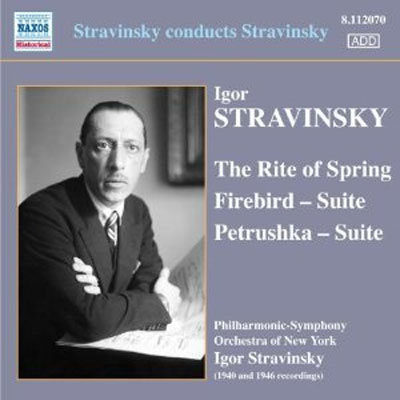 NAXOS
Historical
Stravinsky conducts Stravinsky
8.112070
ADD
Igor
STRAVINSKY
The Rite of Spring
Firebird – Suite
Petrushka – Suite
Philharmonic-Symphony
Orchestra of New York
Igor Stravinsky
(1940 and 1946 recordings)